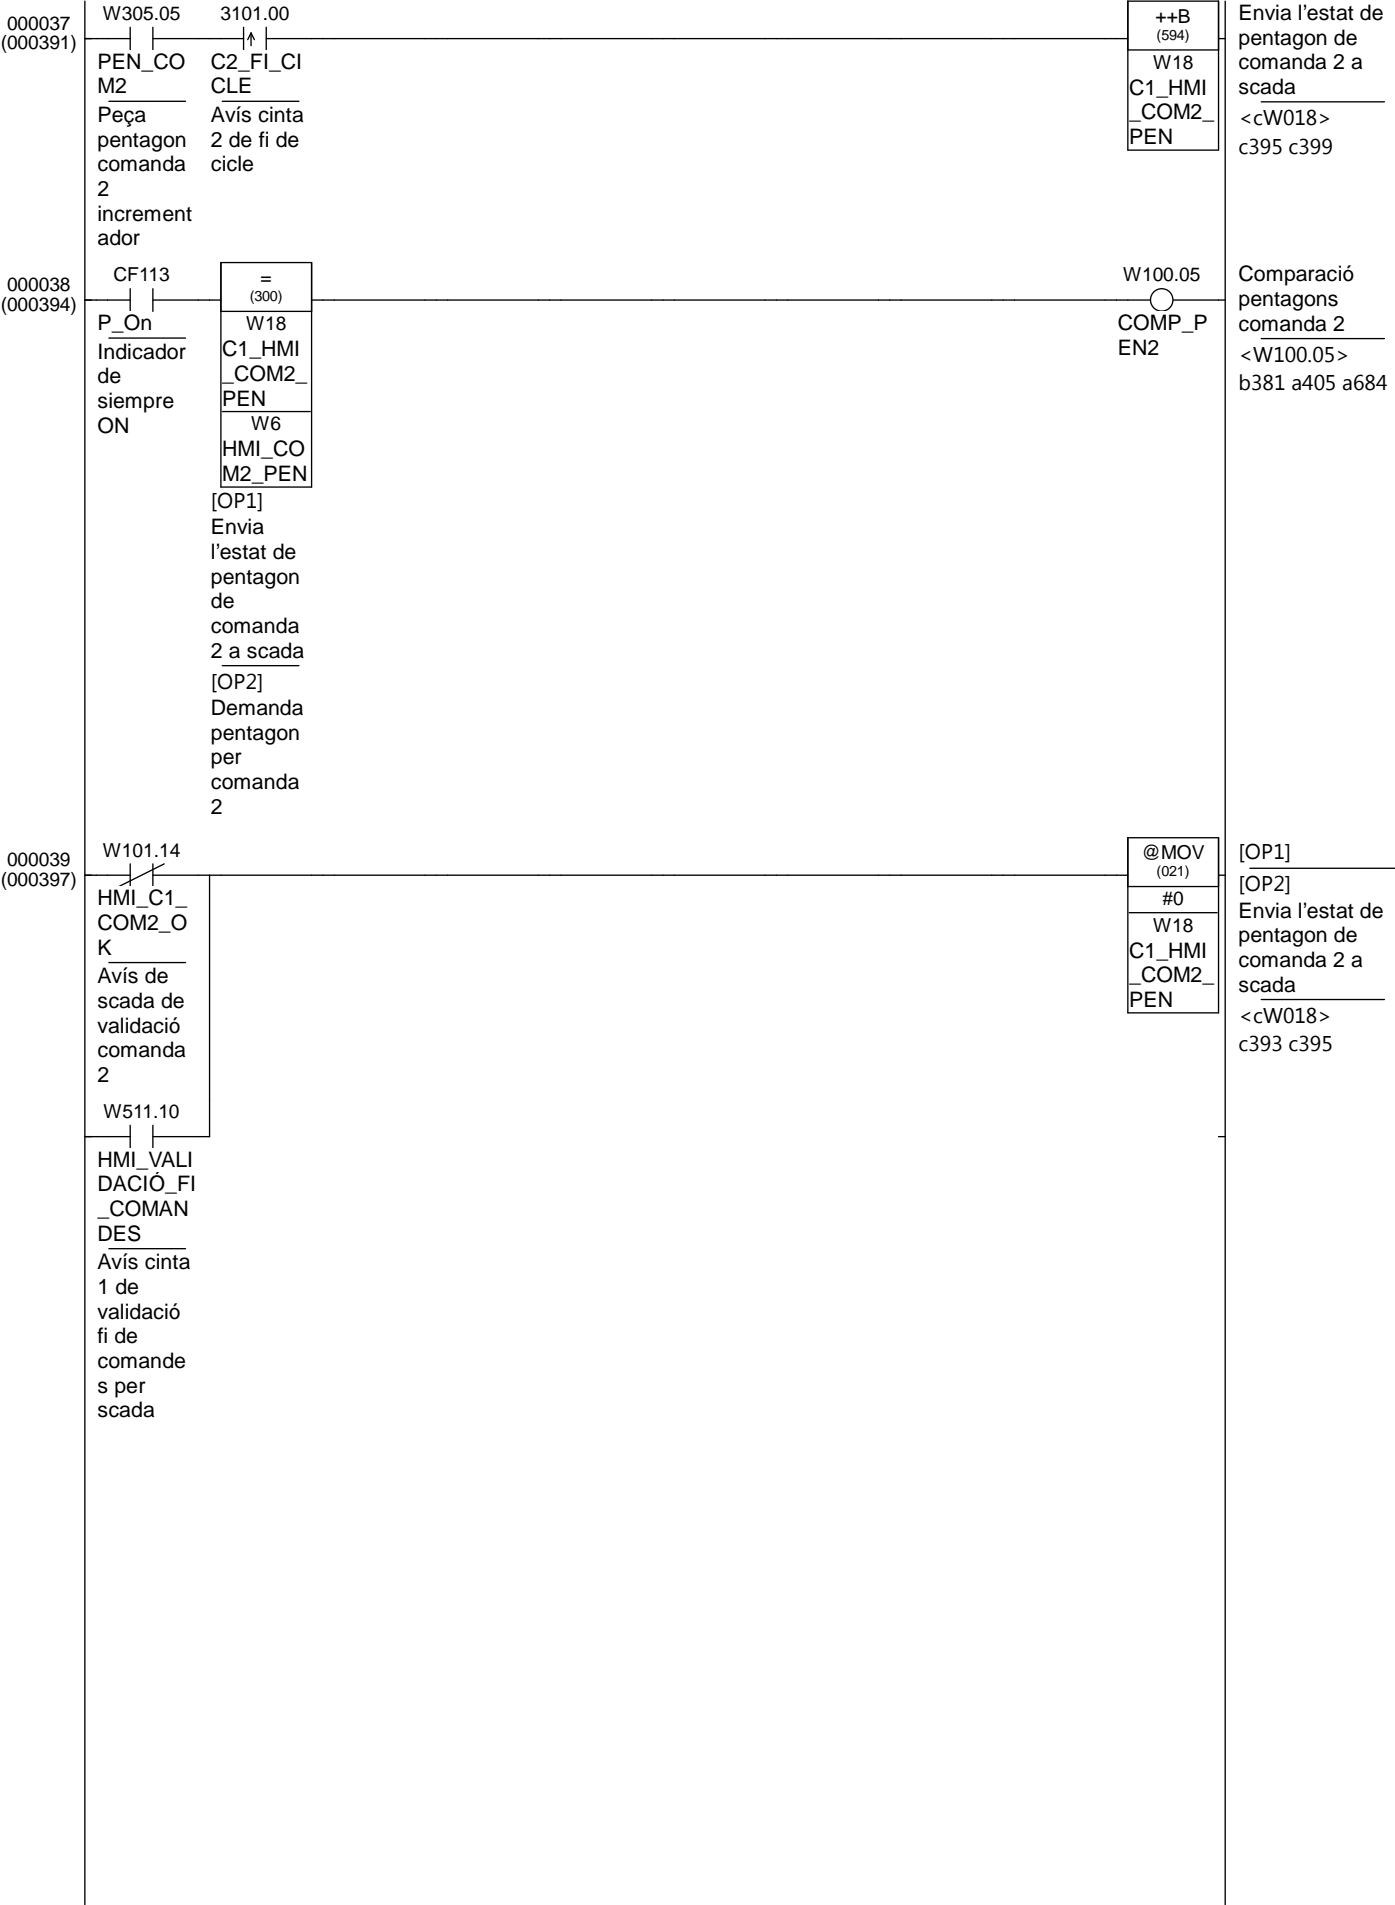 000037
(000391)
W305.05
PEN_CO
M2
Peça
pentagon
comanda
2
increment
ador
3101.00
C2_FI_CI
CLE
Avís cinta
2 de fi de
cicle
++B
(594)
W18
C1_HMI
_COM2_
PEN
Envia l'estat de
pentagon de
comanda 2 a
scada
<cW018>
c395 c399
000038
(000394)
CF113
P_On
Indicador
de
siempre
ON
=
(300)
W18
C1_HMI
_COM2_
PEN
W6
HMI_CO
M2_PEN
[OP1]
Envia
l'estat de
pentagon
de
comanda
2 a scada
[OP2]
Demanda
pentagon
per
comanda
2
W100.05
COMP_P
EN2
Comparació
pentagons
comanda 2
<W100.05>
b381 a405 a684
000039
(000397)
W101.14
HMI_C1_
COM2_O
K
Avís de
scada de
validació
comanda
2
W511.10
HMI_VALI
DACIÓ_FI
_COMAN
DES
Avís cinta
1 de
validació
fi de
comande
s per
scada
@MOV
(021)
#0
W18
C1_HMI
_COM2_
PEN
[OP1]
[OP2]
Envia l'estat de
pentagon de
comanda 2 a
scada
<cW018>
c393 c395